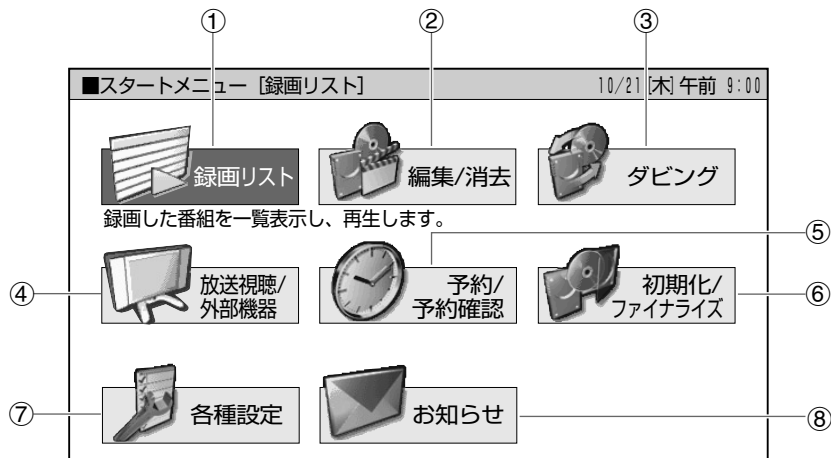 ① ② ③
■スタートメニュー [録画リスト] 10/21[木]午前 9:00
録画リスト
編集/消去
ダビング
録画した番組を一覧表示し、再生します。
⑤
④
放送視聴/
外部機器
予約/
予約確認
初期化/
ファイナライズ
⑥
⑦
各種設定
お知らせ
⑧